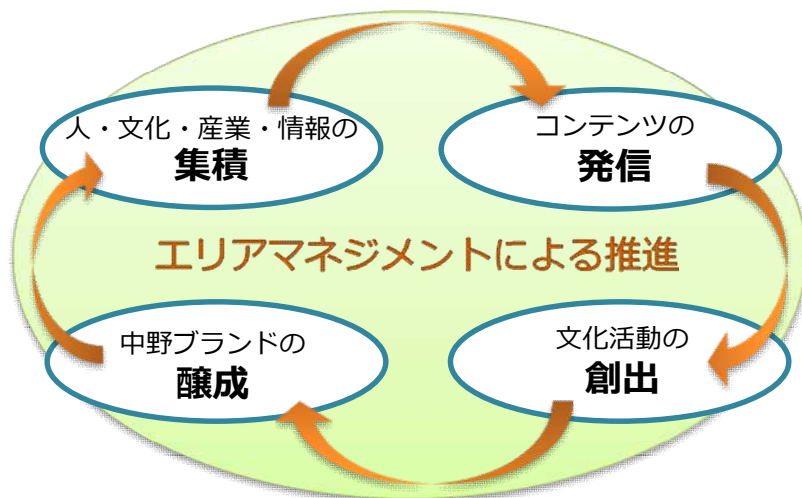 人・文化・産業・情報の
集積
コンテンツの
発信
エリアマネジメントによる推進
中野ブランドの
醸成
文化活動の
創出